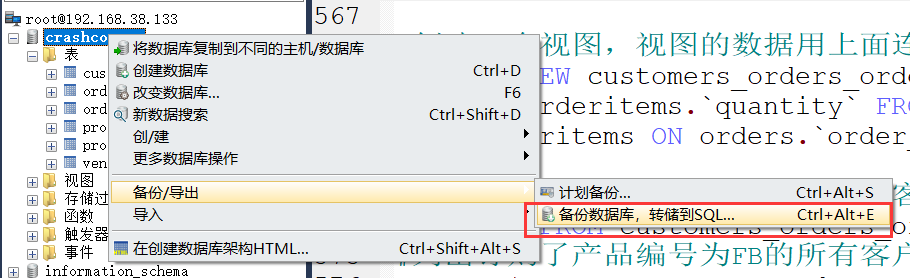 root@192.168.38.133
crashco
表
cus
ord
ord
pro
pro
ven
视图
存储过
函数
触发器
事件
information_schema
将数据库复制到不同的主机/数据库
创建数据库 Ctrl+D
改变数据库... F6
新数据搜索 Ctrl+Shift+D
创/建
更多数据库操作
备份/导出
导入
在创建数据库架构HTML... Ctrl+Shift+Alt+S
计划备份... Ctrl+Alt+S
备份数据库，转储到SQL... Ctrl+Alt+E
567
视图，视图的数据用上面连
EW customers_orders_orde
rderitems.`quantity` FRO
ritems ON orders.`order_
客
FROM customers_orders_o
了产品编号为FB的所有客户